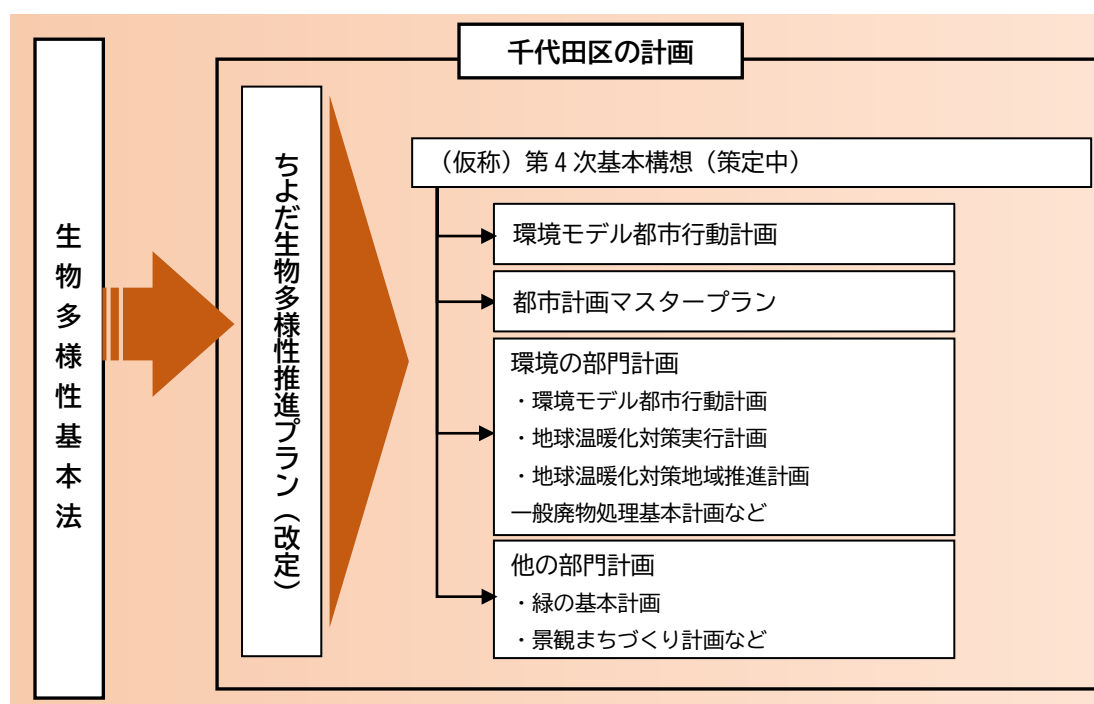 千代田区の計画
生物多様性基本法
ちよだ生物多様性推進プラン（改定）
（仮称）第４次基本構想（策定中）
環境モデル都市行動計画
都市計画マスタープラン
環境の部門計画
・環境モデル都市行動計画
・地球温暖化対策実行計画
・地球温暖化対策地域推進計画
一般廃物処理基本計画など
他の部門計画
・緑の基本計画
・景観まちづくり計画など